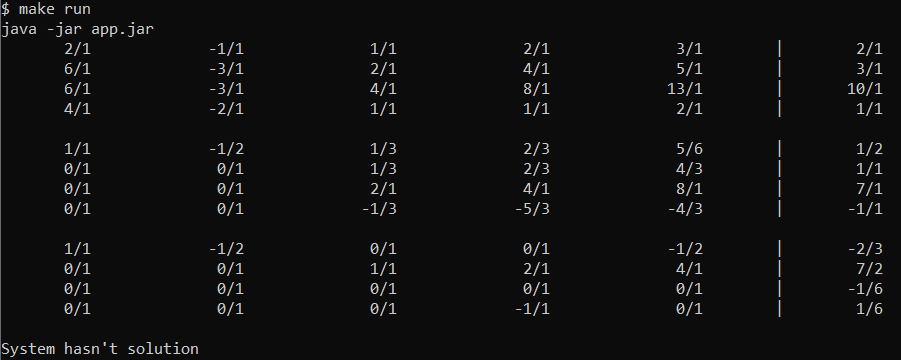 $ make run
java -jar app.jar
2/1 -1/1 1/1 2/1 3/1 | 2/1
6/1 -3/1 2/1 4/1 5/1 | 3/1
6/1 -3/1 4/1 8/1 13/1 | 10/1
4/1 -2/1 1/1 1/1 2/1 | 1/1
1/1 -1/2 1/3 2/3 5/6 | 1/2
0/1 0/1 1/3 2/3 4/3 | 1/1
0/1 0/1 2/1 4/1 8/1 | 7/1
0/1 0/1 -1/3 -5/3 -4/3 | -1/1
1/1 -1/2 0/1 0/1 -1/2 | -2/3
0/1 0/1 1/1 2/1 4/1 | 7/2
0/1 0/1 0/1 0/1 0/1 | -1/6
0/1 0/1 0/1 -1/1 0/1 | 1/6
System hasn't solution